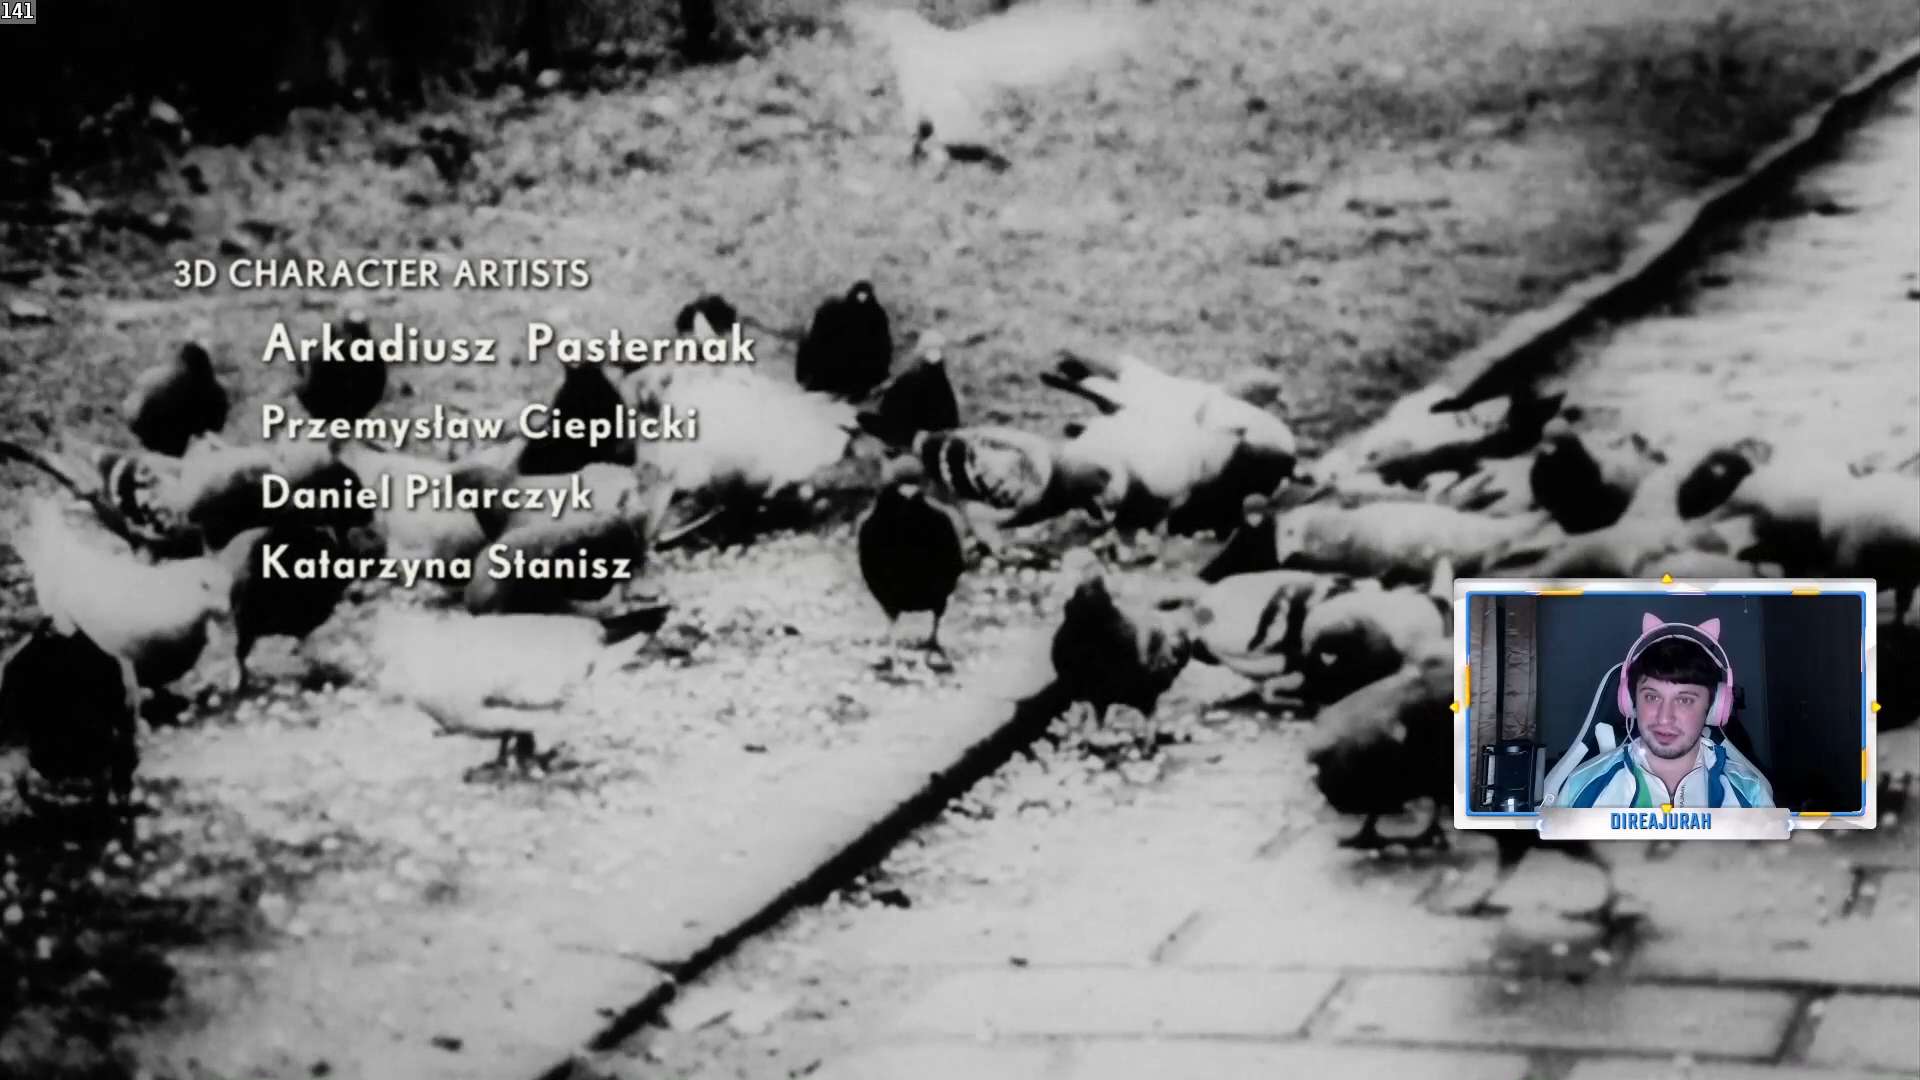 141
3D CHARACTER ARTISTS
Arkadiusz Pasternak
Przemysław Cieplicki
Daniel Pilarczyk
Katarzyna Stanisz
DIREAJURAH